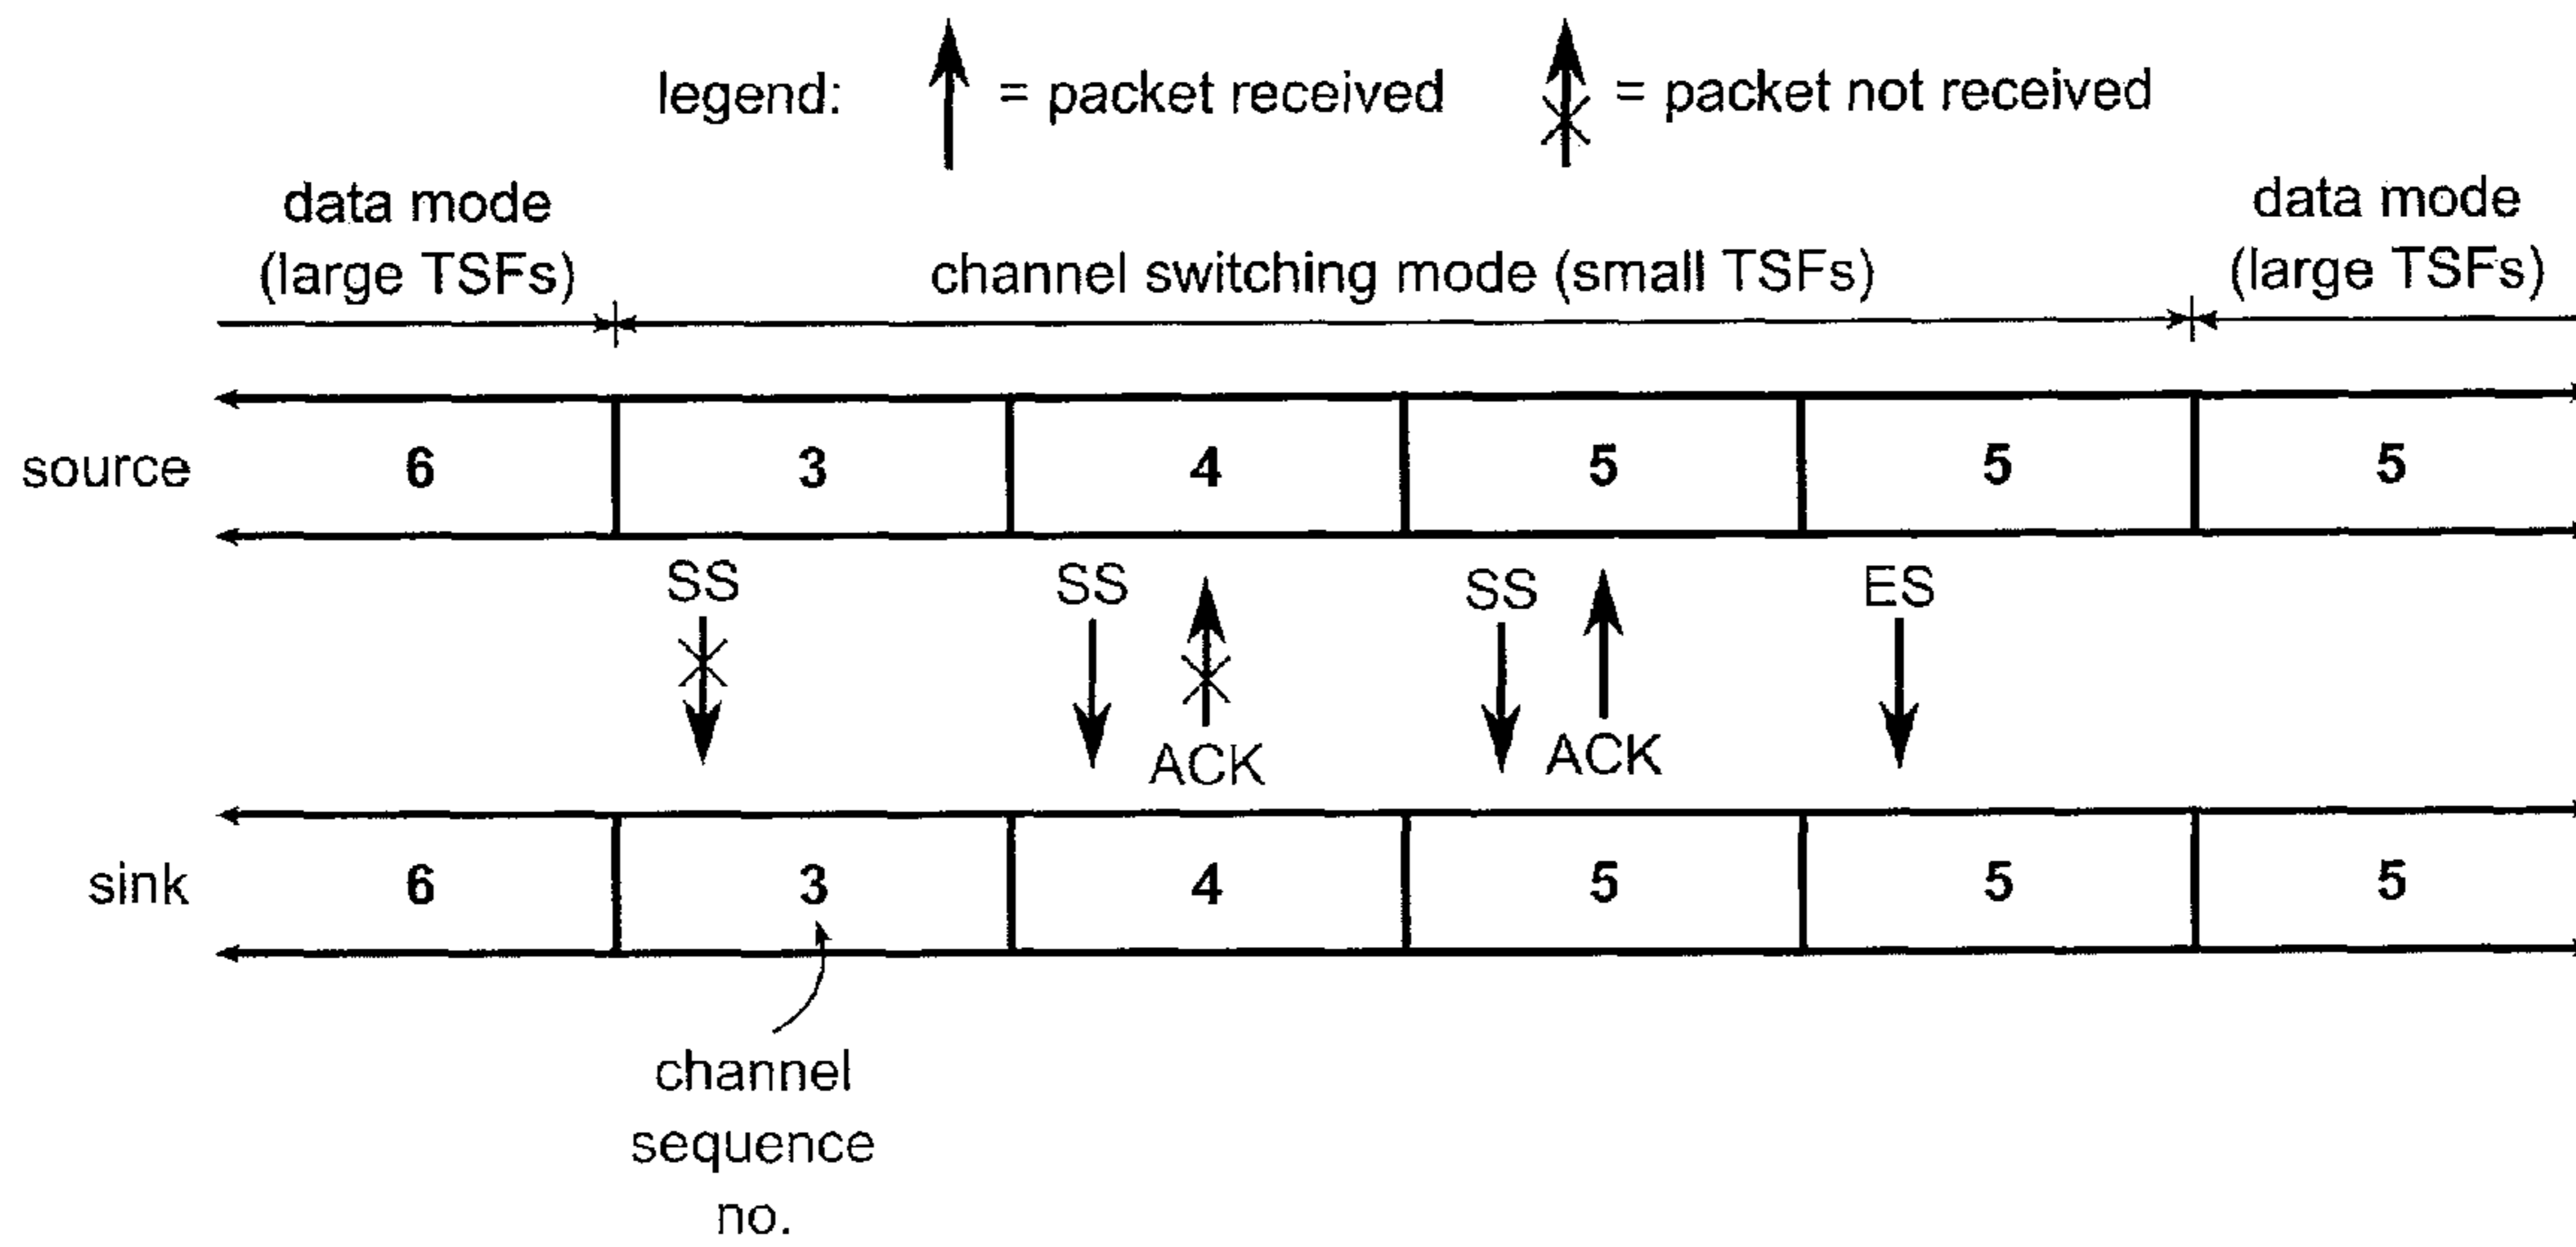 legend: = packet received = packet not received
data mode
(large TSFs)
channel switching mode (small TSFs)
data mode
(large TSFs)
source 6 3 4 5 5 5
SS SS SS ES
ACK ACK
sink 6 3 4 5 5 5
channel
sequence
no.